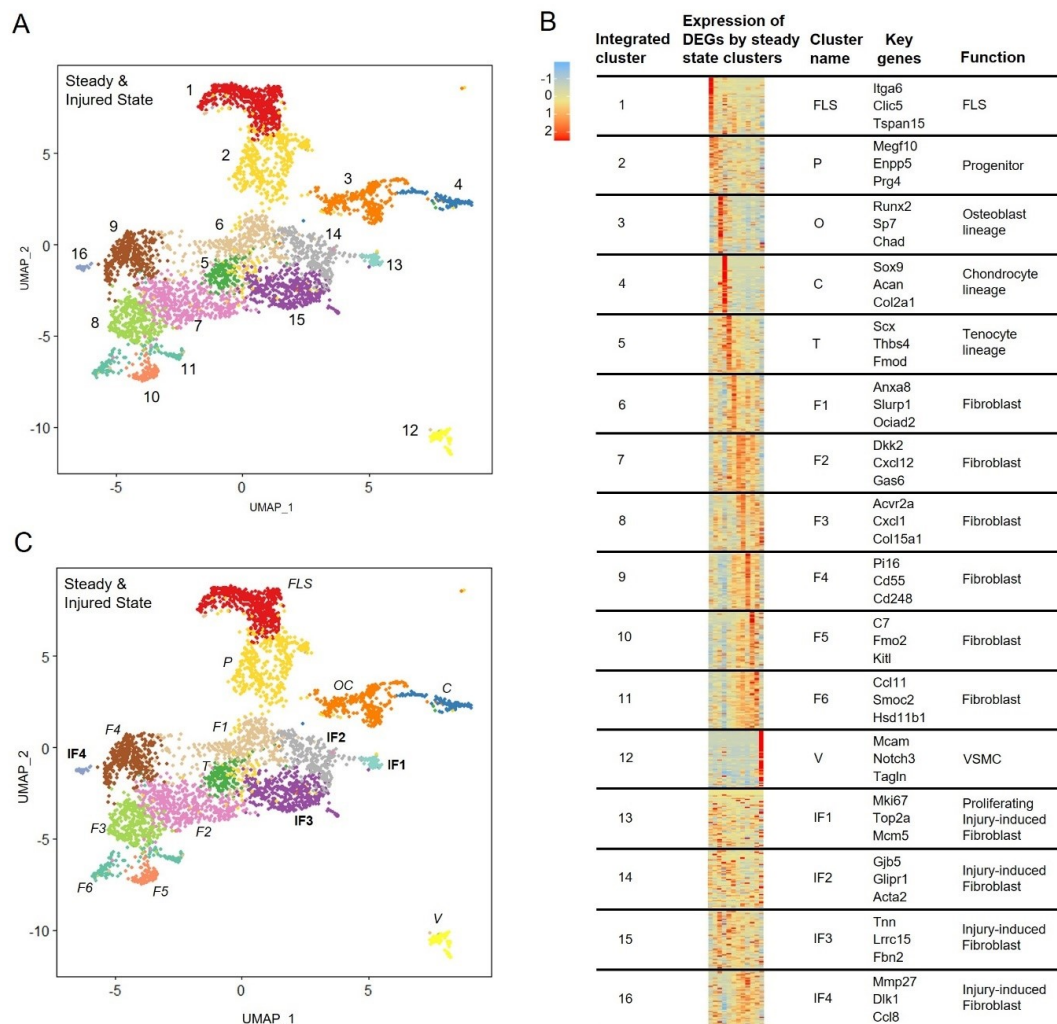 A
Steady &
Injured State
1
2
3
4
9
6
14
16
5
13
8
7
15
11
10
12
5
0
-5
-10
UMAP_2
-5
0
5
UMAP_1
C
Steady &
Injured State
FLS
P
OC
C
F4
F1
IF2
IF4
T
IF1
F3
F2
IF3
F6
F5
V
5
0
-5
-10
UMAP_2
-5
0
5
UMAP_1
B
Integrated cluster
Expression of DEGs by steady state clusters
Cluster name
Key genes
Function
-1
0
1
2
1 FLS Itga6 FLS
Clic5
Tspan15
2 P Megf10 Progenitor
Enpp5
Prg4
3 O Runx2 Osteoblast lineage
Sp7
Chad
4 C Sox9 Chondrocyte lineage
Acan
Col2a1
5 T Scx Tenocyte lineage
Thbs4
Fmod
6 F1 Anxa8 Fibroblast
Slurp1
Ociad2
7 F2 Dkk2 Fibroblast
Cxcl12
Gas6
8 F3 Acvr2a Fibroblast
Cxcl1
Col15a1
9 F4 Pi16 Fibroblast
Cd55
Cd248
10 F5 C7 Fibroblast
Fmo2
Kitl
11 F6 Ccl11 Fibroblast
Smoc2
Hsd11b1
12 V Mcam VSMC
Notch3
Tagln
13 IF1 Mki67 Proliferating Injury-induced Fibroblast
Top2a
Mcm5
14 IF2 Gjb5 Injury-induced Fibroblast
Glipr1
Acta2
15 IF3 Tnn Injury-induced Fibroblast
Lrrc15
Fbn2
16 IF4 Mmp27 Injury-induced Fibroblast
Dlk1
Ccl8